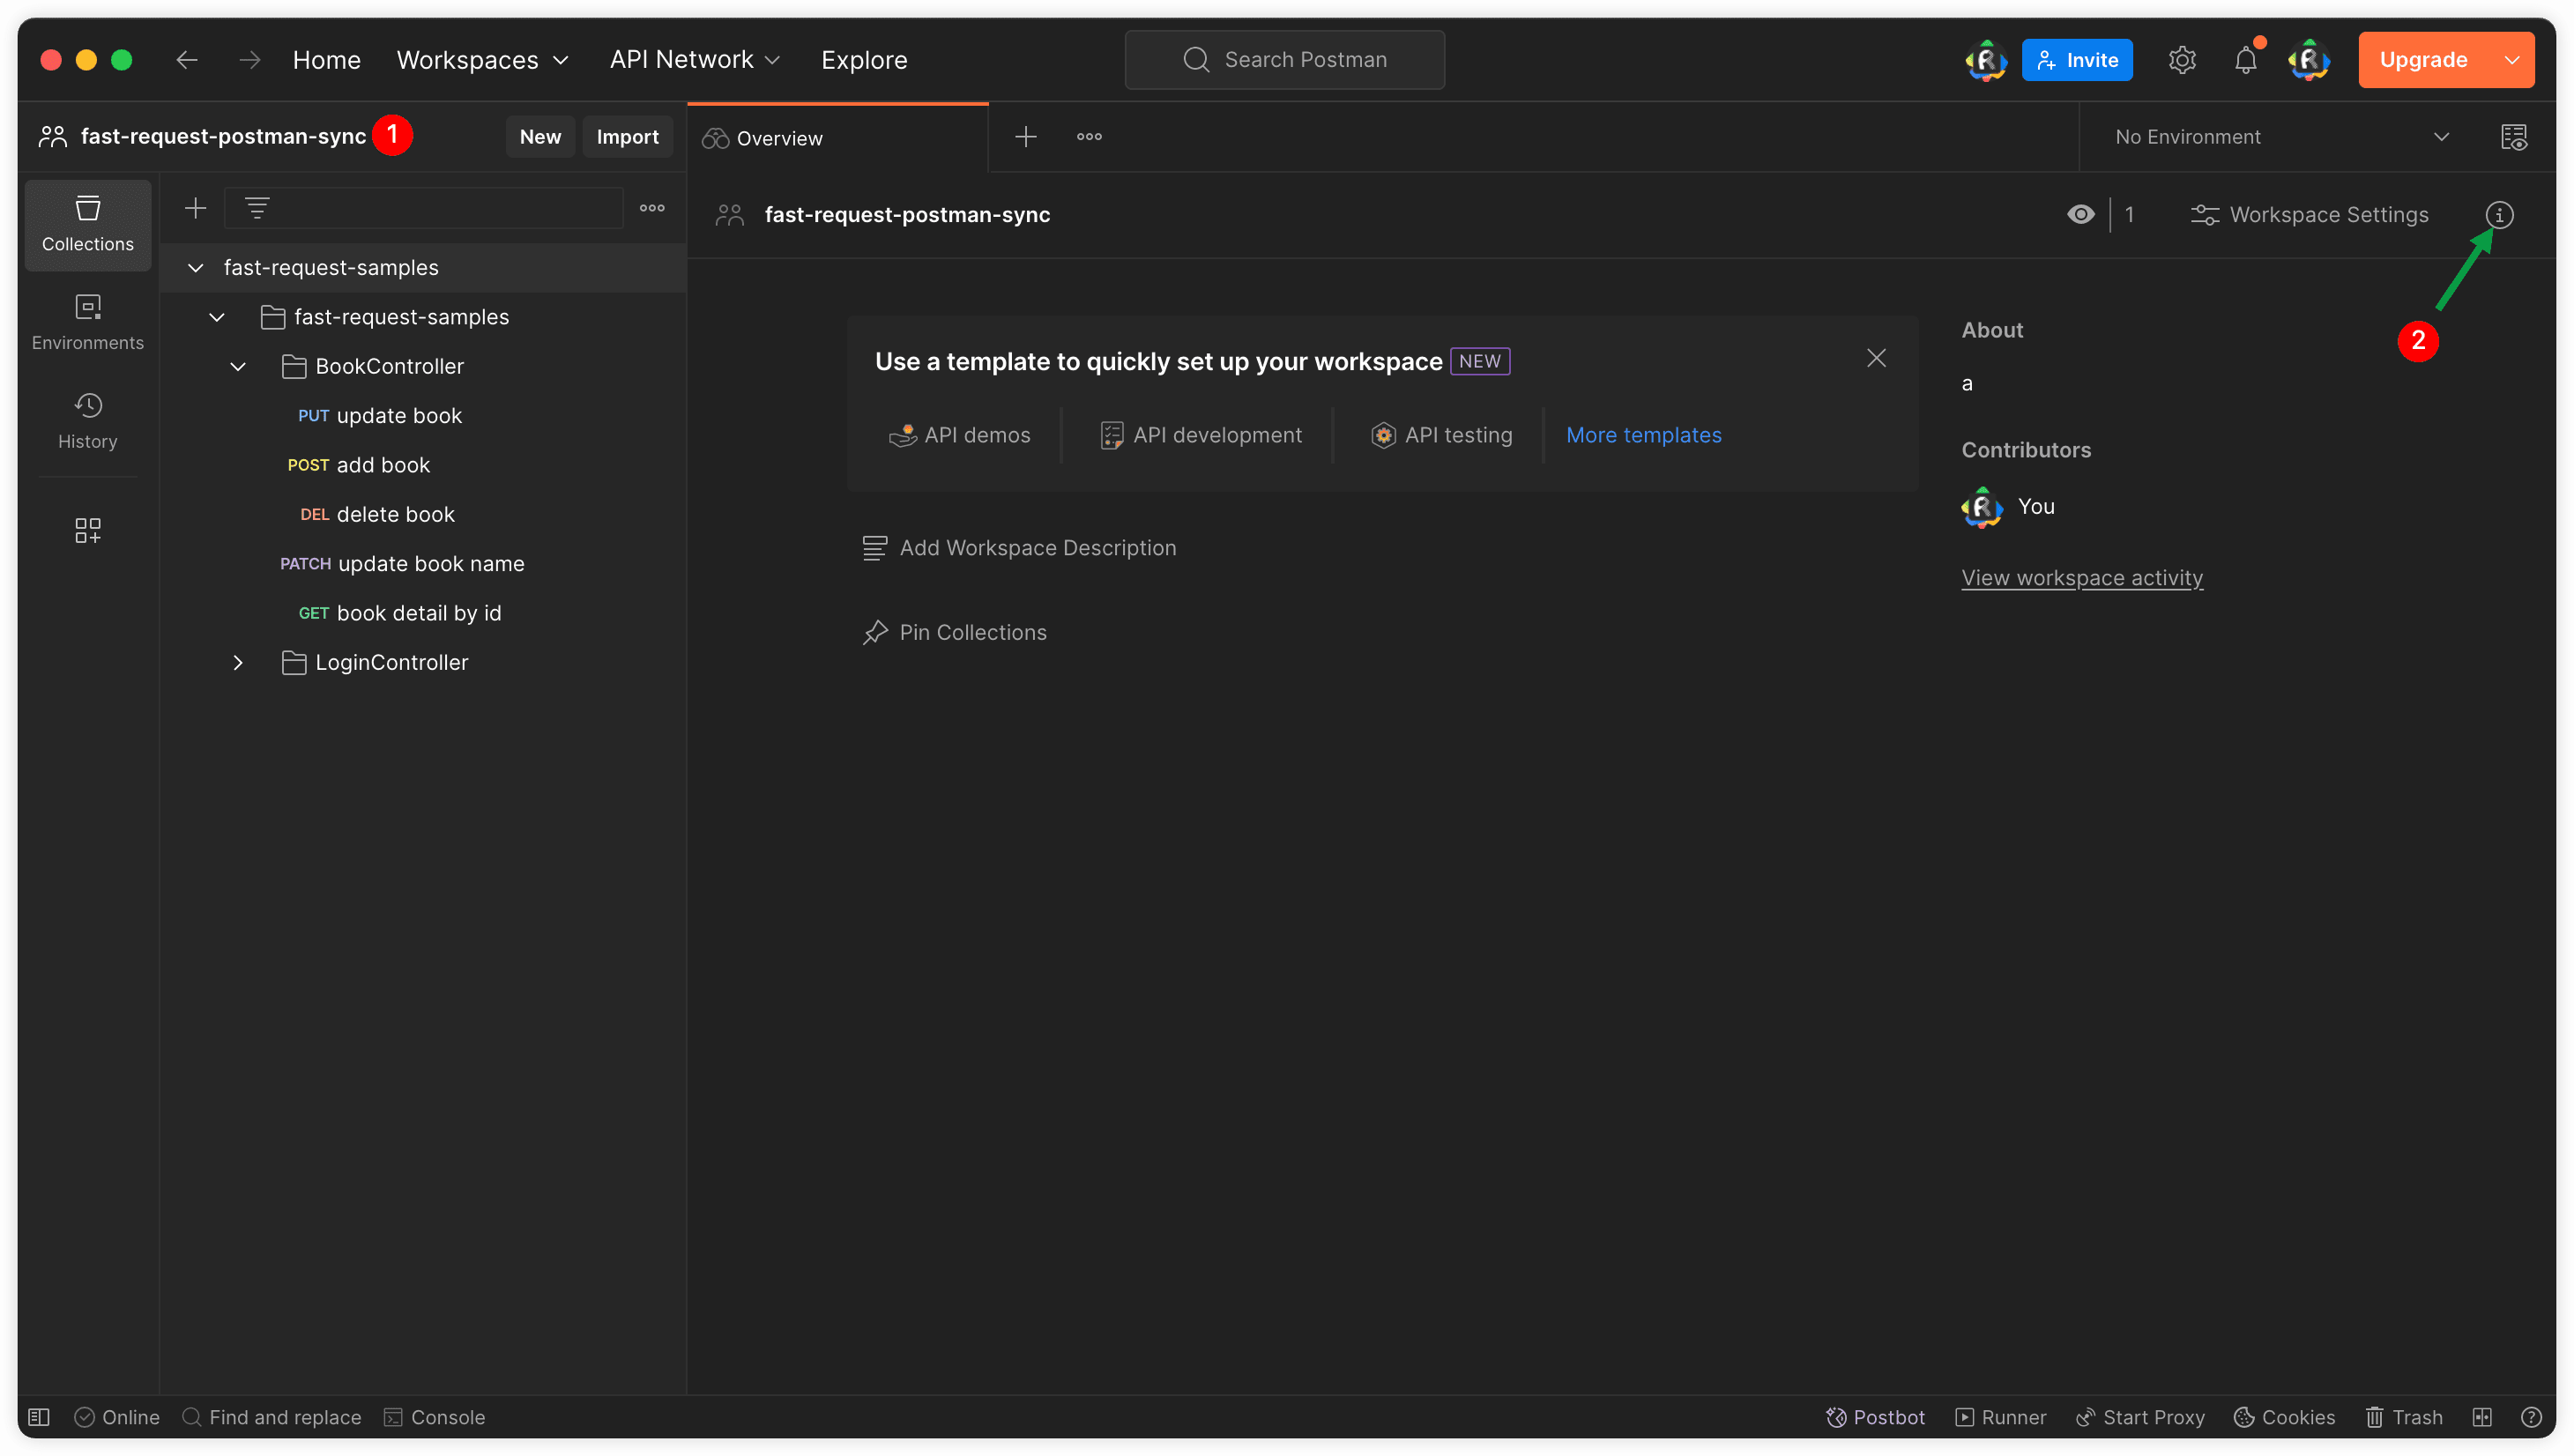 Home Workspaces API Network Explore Search Postman Invite Upgrade
fast-request-postman-sync 1 New Import Overview No Environment
Collections
Environments
History
fast-request-samples
fast-request-samples
BookController
PUT update book
POST add book
DEL delete book
PATCH update book name
GET book detail by id
LoginController
fast-request-postman-sync 1 Workspace Settings
2
Use a template to quickly set up your workspace NEW
API demos API development API testing More templates
Add Workspace Description
Pin Collections
About
a
Contributors
You
View workspace activity
Online Find and replace Console Postbot Runner Start Proxy Cookies Trash